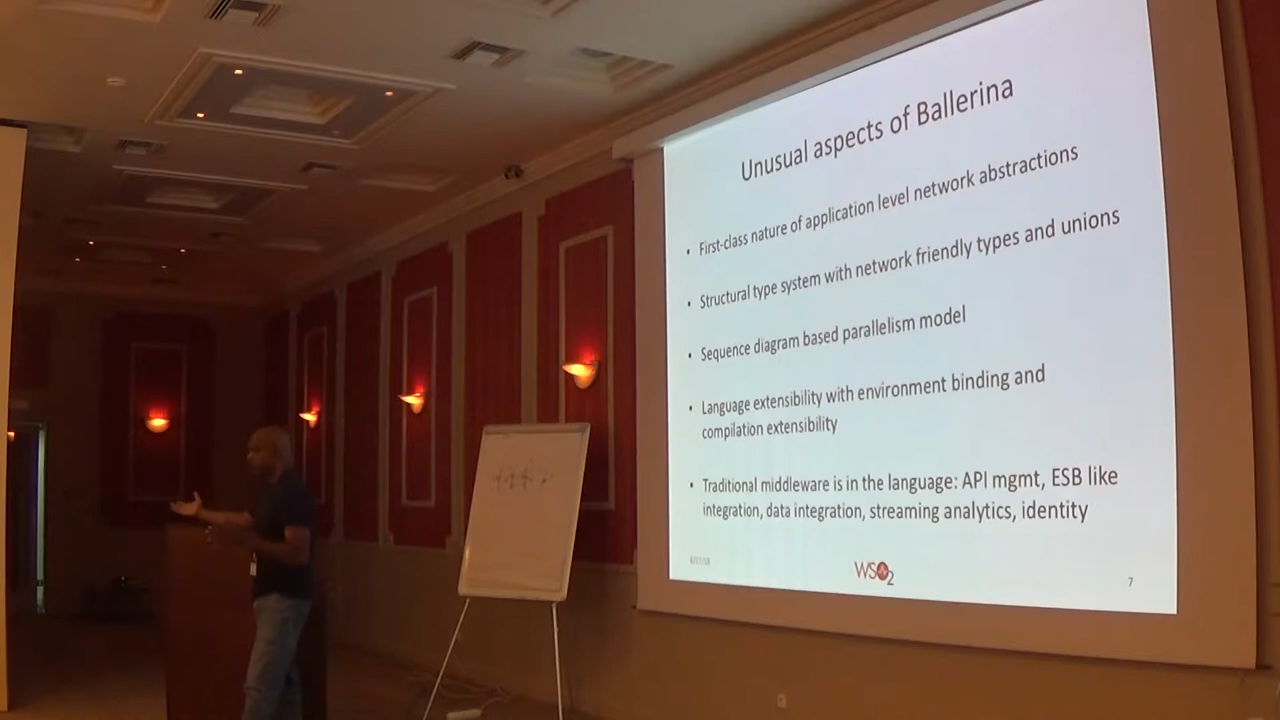 Unusual aspects of Ballerina
• First-class nature of application level network abstractions
• Structural type system with network friendly types and unions
• Sequence diagram based parallelism model
• Language extensibility with environment binding and
compilation extensibility
• Traditional middleware is in the language: API mgmt, ESB like
integration, data integration, streaming analytics, identity
WSO2
7